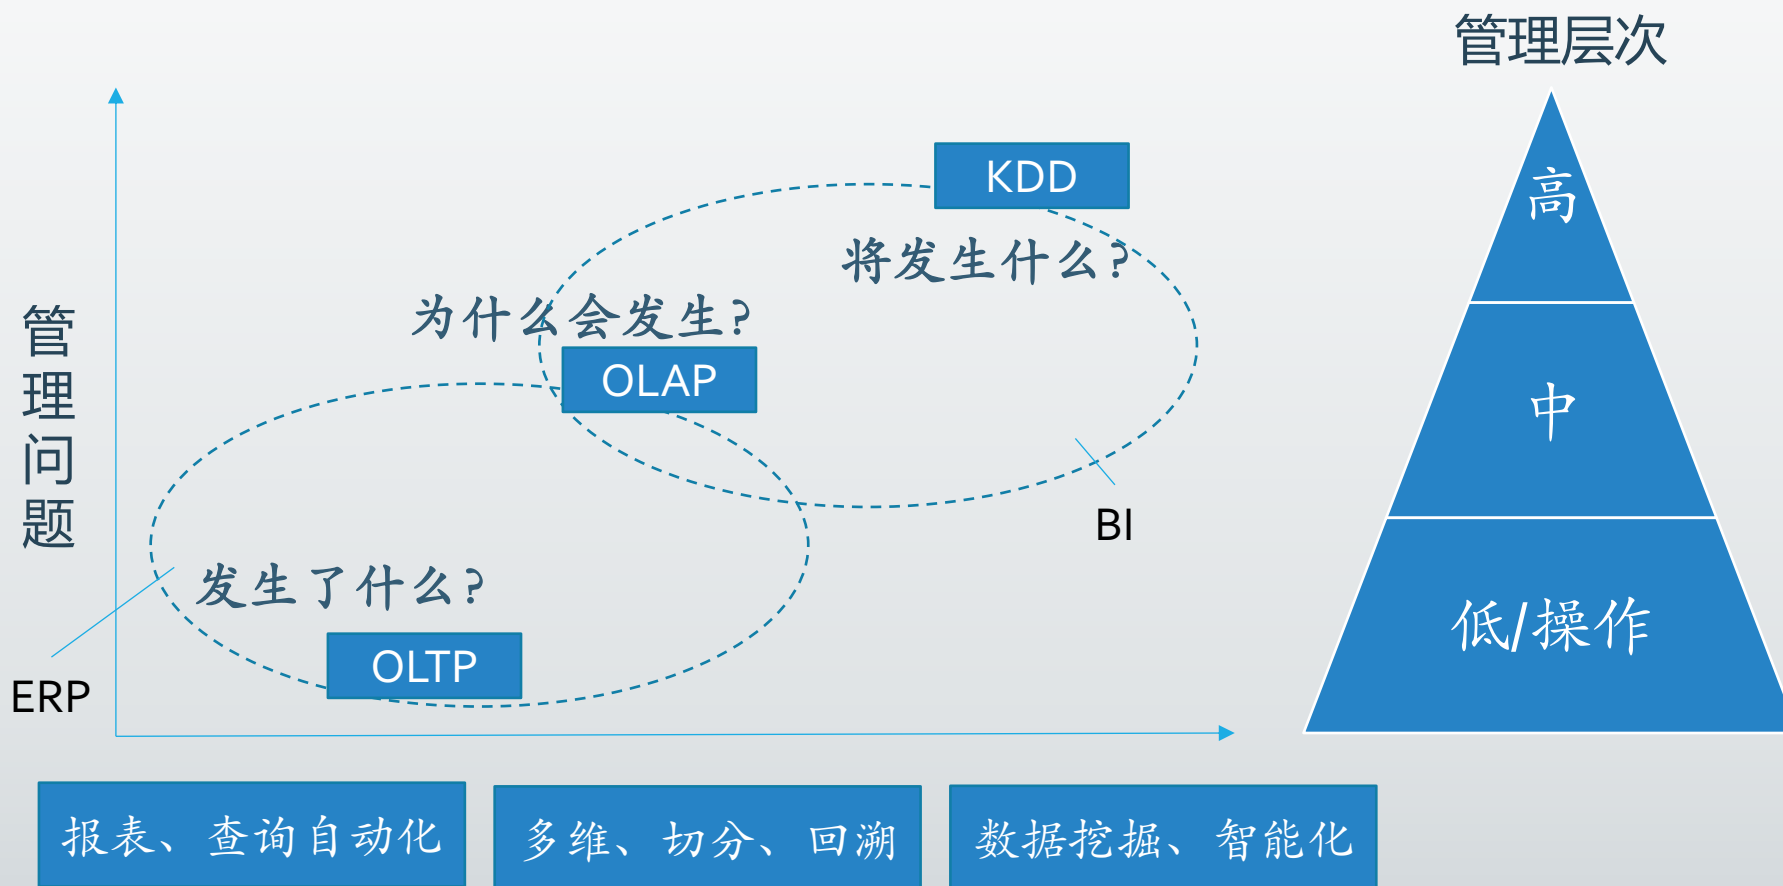 管理层次
KDD
高
将发生什么?
为什么会发生?
管理问题
OLAP
中
BI
发生了什么?
低/操作
OLTP
ERP
报表、查询自动化
多维、切分、回溯
数据挖掘、智能化